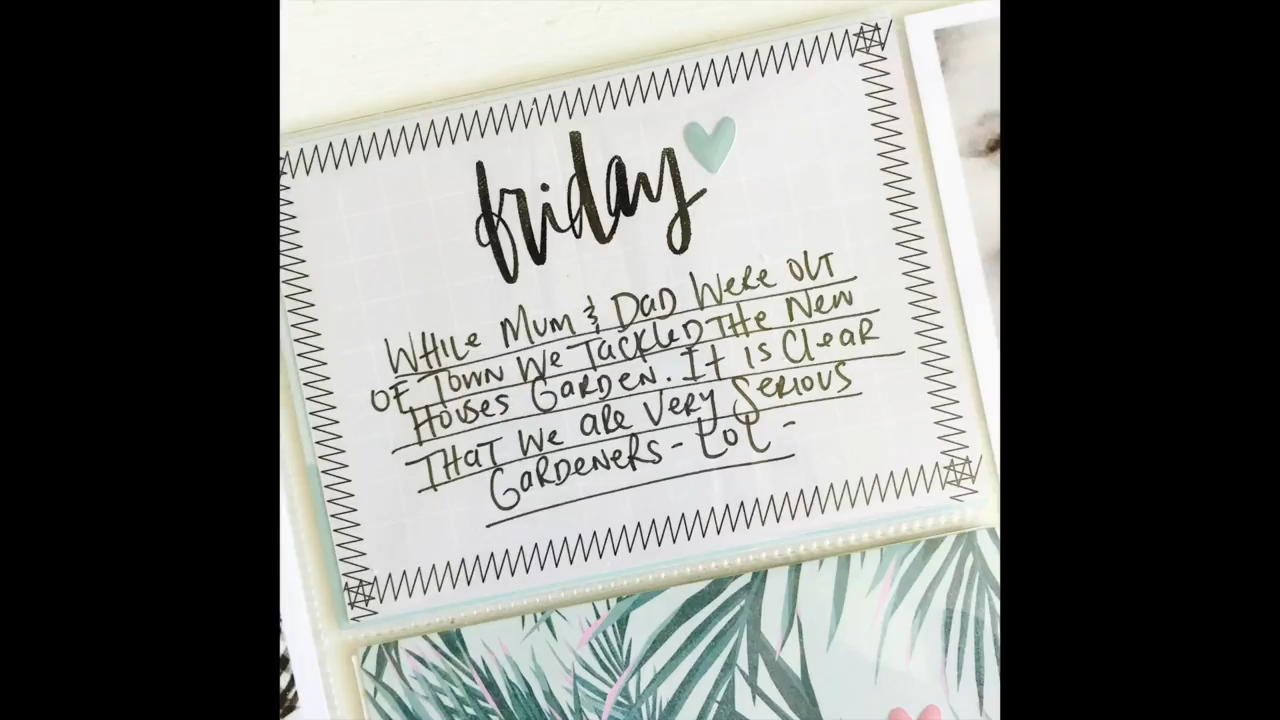 friday
WHILE MUM & DAD WERE OUT
OF TOWN WE TACKLED THE NEW
HOUSES GARDEN. IT IS CLEAR
THAT WE ARE VERY SERIOUS
GARDENERS - LOL -